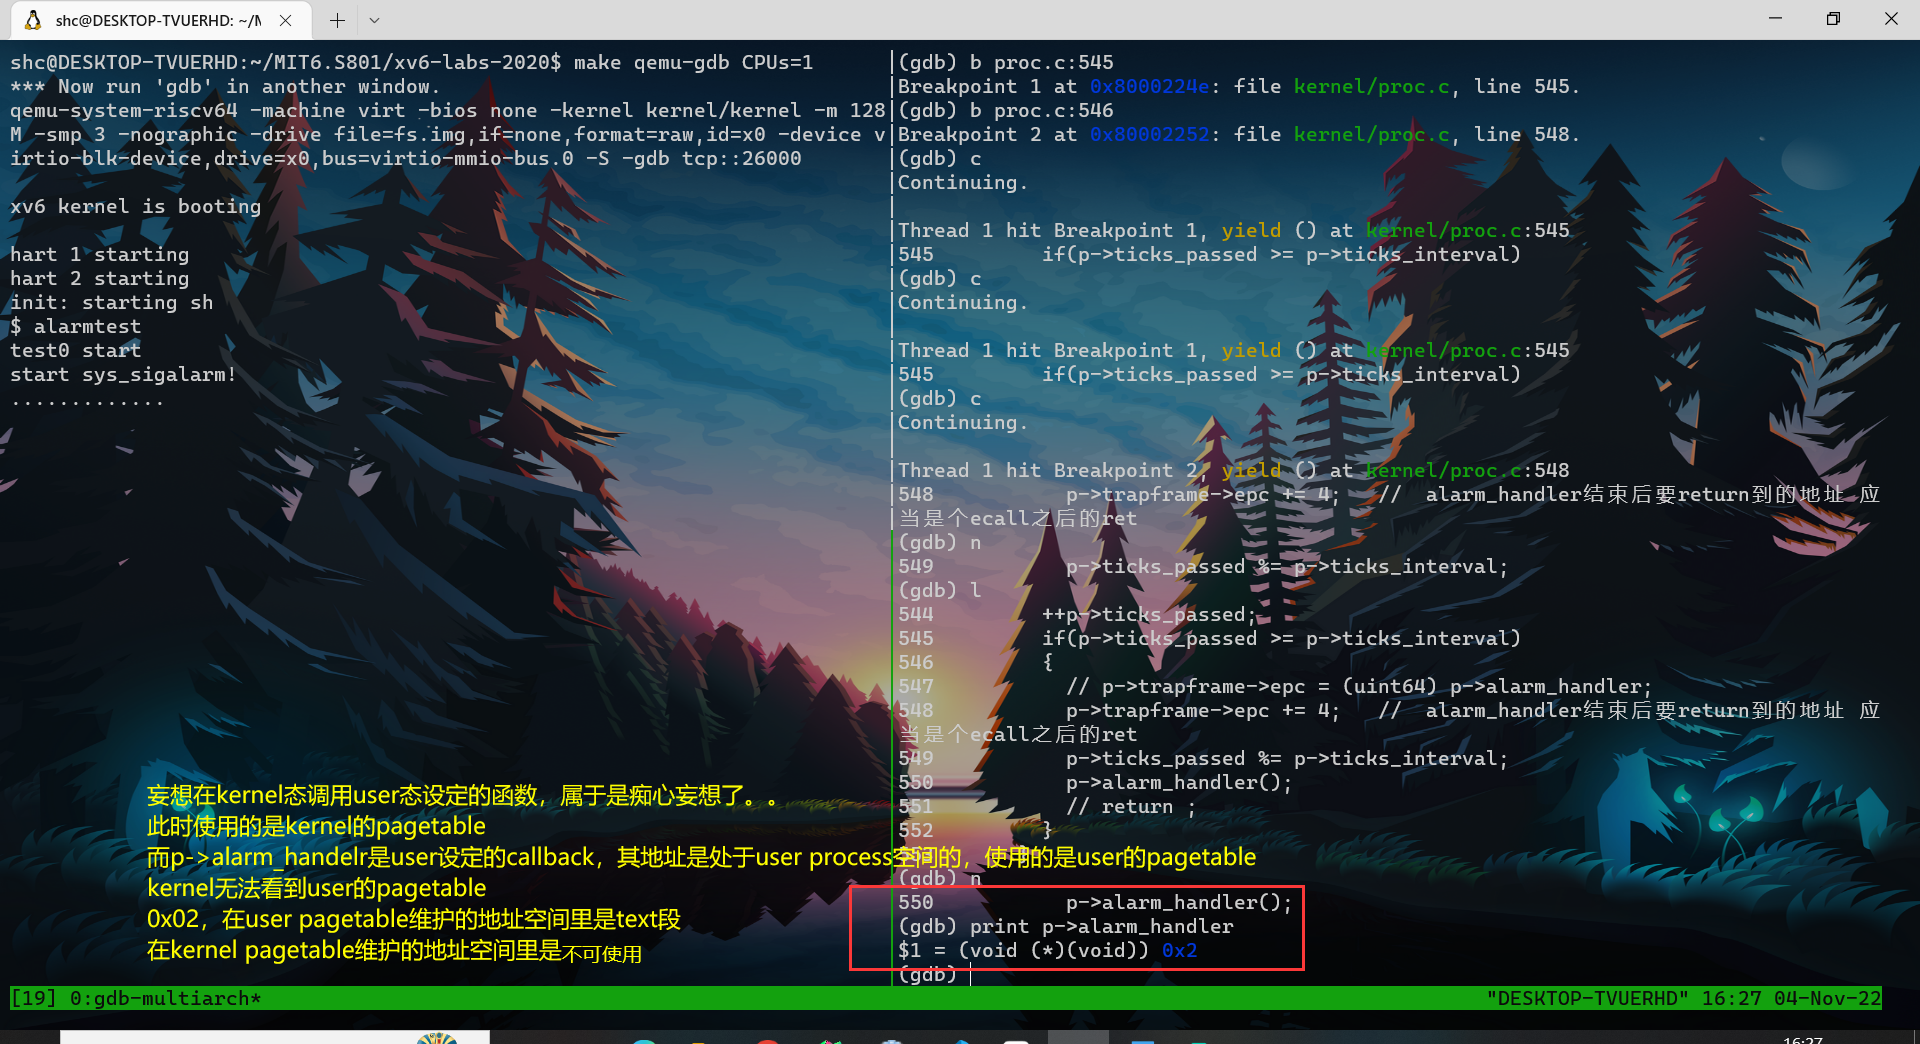 shc@DESKTOP-TVUERHD: ~/M
shc@DESKTOP-TVUERHD:~/MIT6.S801/xv6-labs-2020$ make qemu-gdb CPUs=1
*** Now run 'gdb' in another window.
qemu-system-riscv64 -machine virt -bios none -kernel kernel/kernel -m 128
M -smp 3 -nographic -drive file=fs.img,if=none,format=raw,id=x0 -device v
irtio-blk-device,drive=x0,bus=virtio-mmio-bus.0 -S -gdb tcp::26000
xv6 kernel is booting
hart 1 starting
hart 2 starting
init: starting sh
$ alarmtest
test0 start
start sys_sigalarm!
.............
(gdb) b proc.c:545
Breakpoint 1 at 0x8000224e: file kernel/proc.c, line 545.
(gdb) b proc.c:546
Breakpoint 2 at 0x80002252: file kernel/proc.c, line 548.
(gdb) c
Continuing.
Thread 1 hit Breakpoint 1, yield () at kernel/proc.c:545
545         if(p->ticks_passed >= p->ticks_interval)
(gdb) c
Continuing.
Thread 1 hit Breakpoint 1, yield () at kernel/proc.c:545
545         if(p->ticks_passed >= p->ticks_interval)
(gdb) c
Continuing.
Thread 1 hit Breakpoint 2, yield () at kernel/proc.c:548
548           p->trapframe->epc += 4;   //  alarm_handler结束后要return到的地址 应
当是个ecall之后的ret
(gdb) n
549           p->ticks_passed %= p->ticks_interval;
(gdb) l
544         ++p->ticks_passed;
545         if(p->ticks_passed >= p->ticks_interval)
546         {
547           // p->trapframe->epc = (uint64) p->alarm_handler;
548           p->trapframe->epc += 4;   //  alarm_handler结束后要return到的地址 应
当是个ecall之后的ret
549           p->ticks_passed %= p->ticks_interval;
550           p->alarm_handler();
551           // return ;
552         }
(gdb) n
550           p->alarm_handler();
(gdb) print p->alarm_handler
$1 = (void (*)(void)) 0x2
(gdb)
妄想在kernel态调用user态设定的函数，属于是痴心妄想了。。
此时使用的是kernel的pagetable
而p->alarm_handelr是user设定的callback，其地址是处于user process空间的，使用的是user的pagetable
kernel无法看到user的pagetable
0x02，在user pagetable维护的地址空间里是text段
在kernel pagetable维护的地址空间里是不可使用
[19] 0:gdb-multiarch*
"DESKTOP-TVUERHD" 16:27 04-Nov-22
16:27